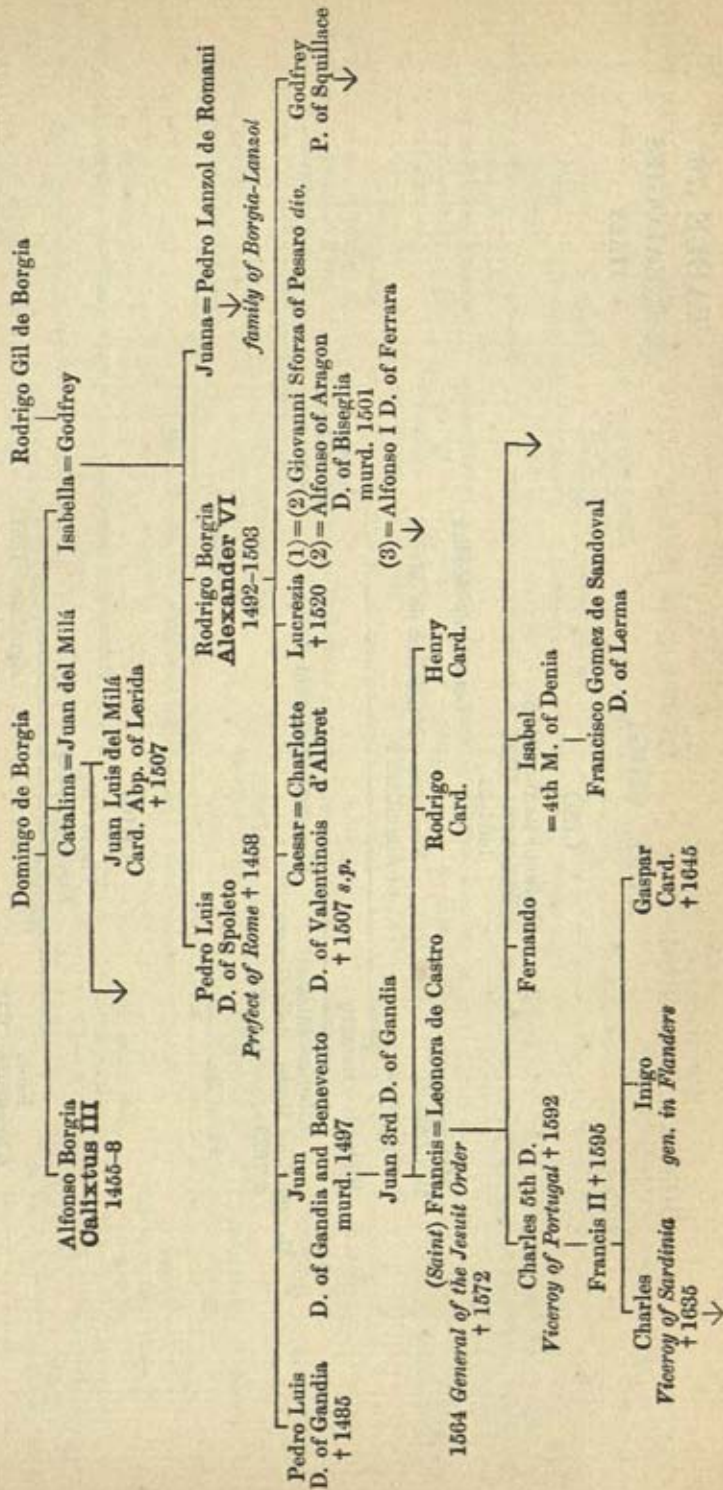 Domingo de Borgia
Rodrigo Gil de Borgia
Alfonso Borgia
Calixtus III
1455–8
Catalina = Juan del Milá
Isabella = Godfrey
Juan Luis del Milá
Card. Abp. of Lerida
† 1507
Pedro Luis
D. of Spoleto
Prefect of Rome † 1458
Rodrigo Borgia
Alexander VI
1492–1503
Juana = Pedro Lanzol de Romani
family of Borgia-Lanzol
Pedro Luis
D. of Gandia
† 1485
Juan
D. of Gandia and Benevento
murd. 1497
Caesar = Charlotte
D. of Valentinois d'Albret
† 1507 s.p.
Lucrezia (1) = (2) Giovanni Sforza of Pesaro div.
† 1520 (2) = Alfonso of Aragon
D. of Biseglia
murd. 1501
(3) = Alfonso I D. of Ferrara
Godfrey
P. of Squillace
Juan 3rd D. of Gandia
(Saint) Francis = Leonora de Castro
1564 General of the Jesuit Order
† 1572
Rodrigo
Card.
Henry
Card.
Charles 5th D.
Viceroy of Portugal † 1592
Fernando
Isabel
= 4th M. of Denia
Francis II † 1595
Francisco Gomez de Sandoval
D. of Lerma
Charles
Viceroy of Sardinia
† 1635
Inigo
gen. in Flanders
Gaspar
Card.
† 1645